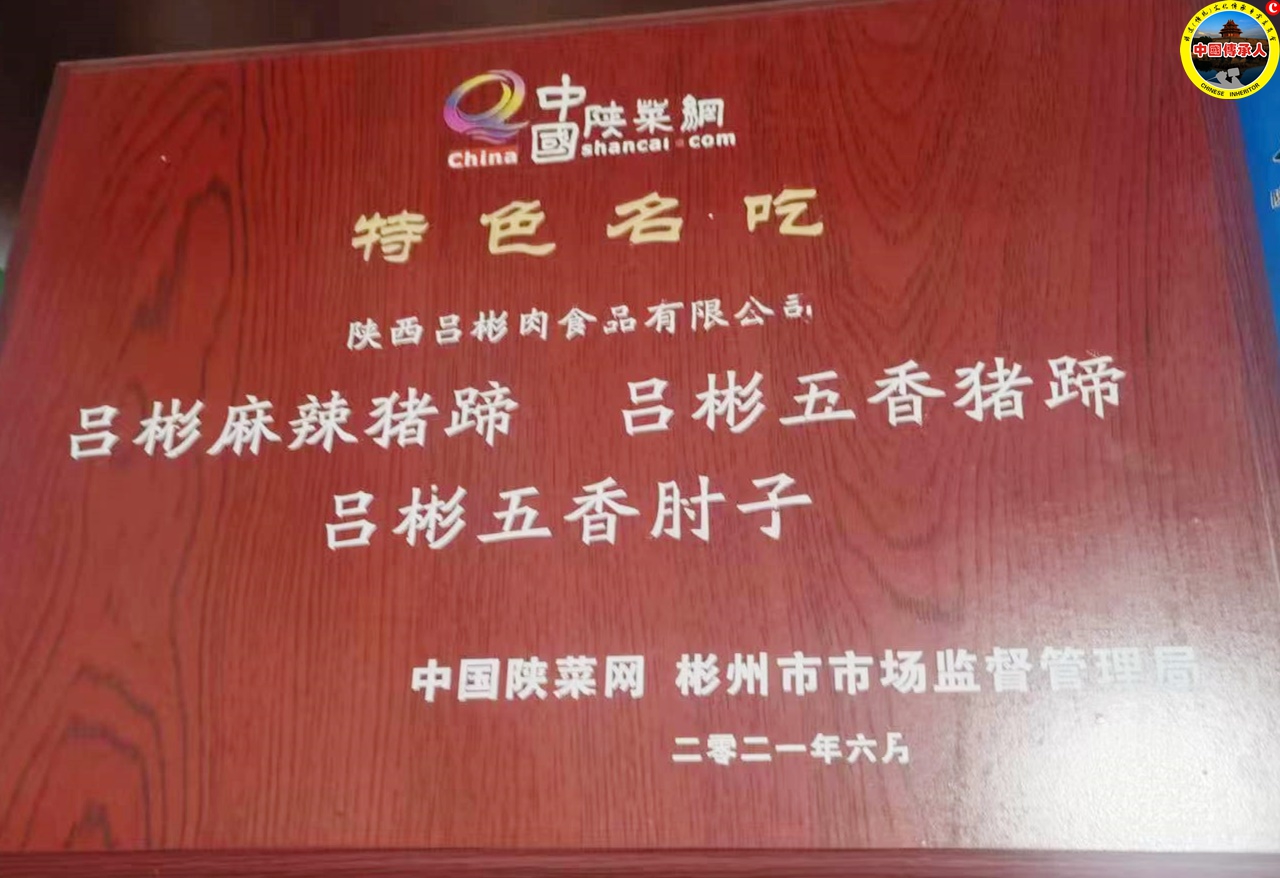 中國陕菜網
China shancai.com
特色名吃
陕西吕彬肉食品有限公司
吕彬麻辣猪蹄 吕彬五香猪蹄
吕彬五香肘子
中国陕菜网 彬州市市场监督管理局
二零二一年六月
中國傳承人
CHINESE INHERITOR